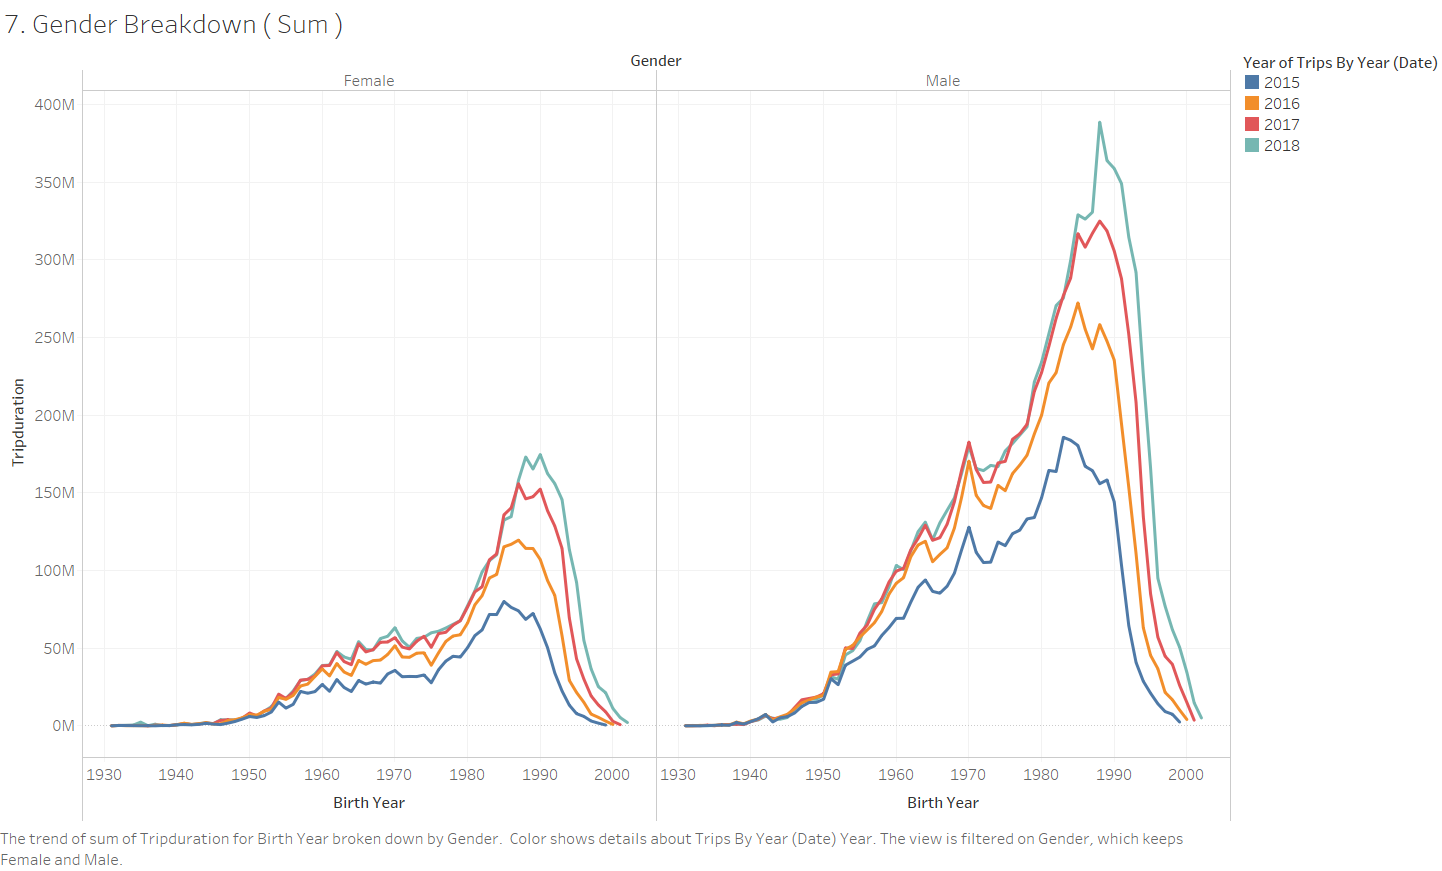 7. Gender Breakdown ( Sum )
Gender
Female
Male
Year of Trips By Year (Date)
2015
2016
2017
2018
400M
350M
300M
250M
200M
150M
100M
50M
0M
Tripduration
1930 1940 1950 1960 1970 1980 1990 2000
1930 1940 1950 1960 1970 1980 1990 2000
Birth Year
Birth Year
The trend of sum of Tripduration for Birth Year broken down by Gender.  Color shows details about Trips By Year (Date) Year. The view is filtered on Gender, which keeps
Female and Male.